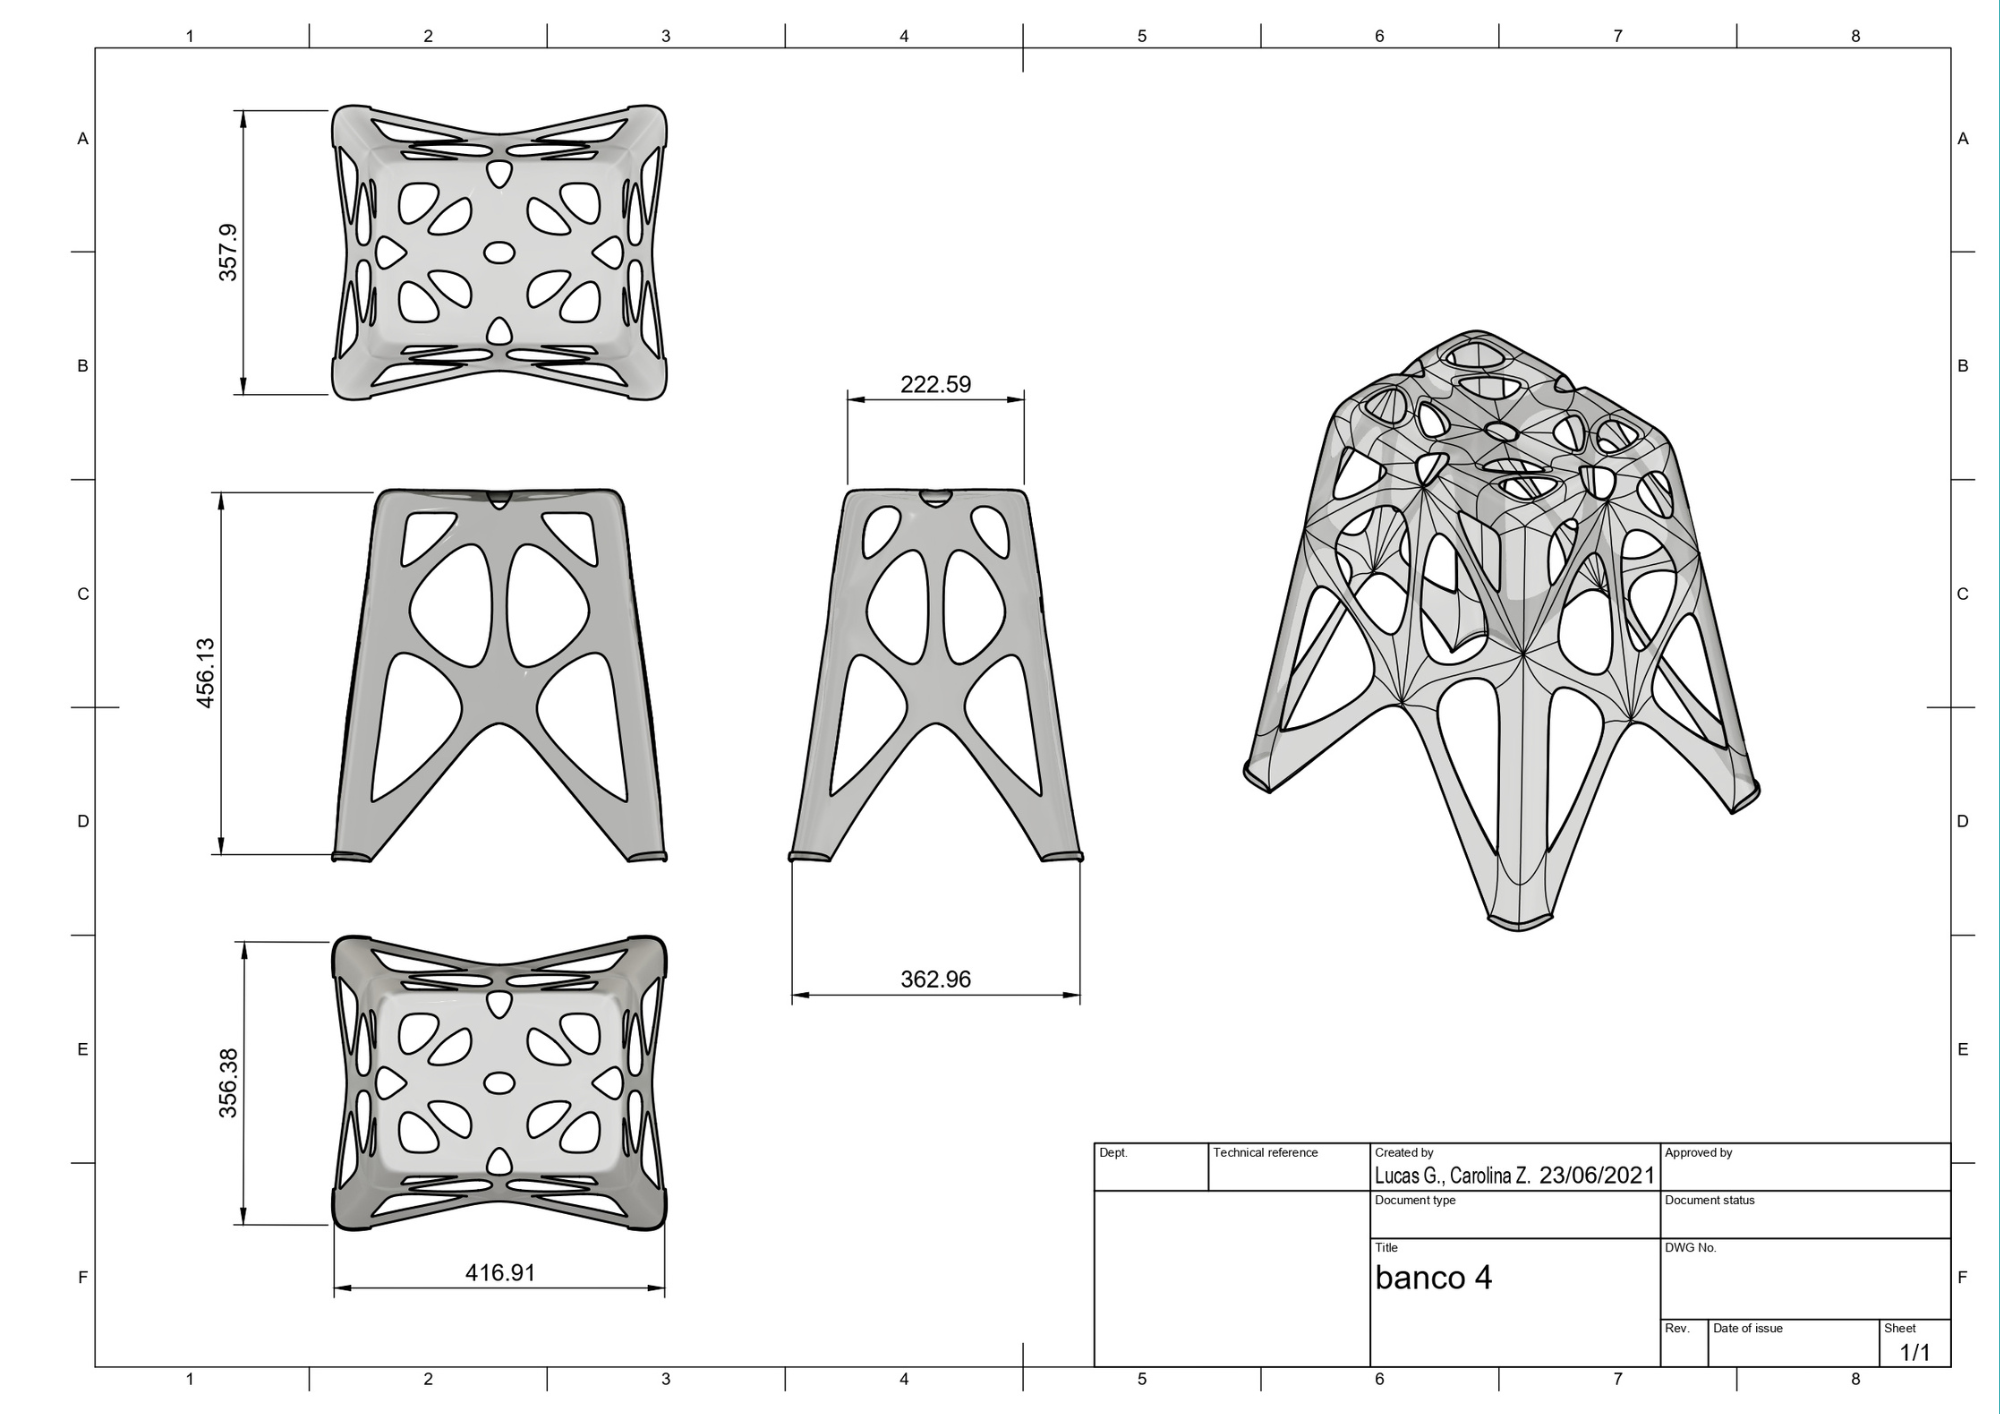 1 2 3 4 5 6 7 8
A A
357.9
B B
222.59
C C
456.13
D D
362.96
E E
356.38
416.91
F F
Dept. Technical reference Created by Approved by
Lucas G., Carolina Z. 23/06/2021
Document type Document status
Title DWG No.
banco 4
Rev. Date of issue Sheet
1/1
1 2 3 4 5 6 7 8